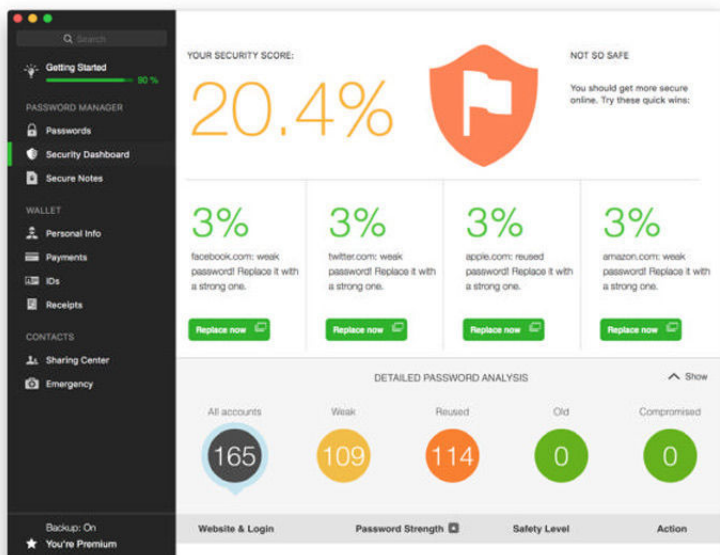 Search
Getting Started
90 %
PASSWORD MANAGER
Passwords
Security Dashboard
Secure Notes
WALLET
Personal Info
Payments
IDs
Receipts
CONTACTS
Sharing Center
Emergency
Backup: On
You're Premium
YOUR SECURITY SCORE:
20.4%
NOT SO SAFE
You should get more secure
online. Try these quick wins:
3%
facebook.com: weak
password! Replace it with
a strong one.
Replace now
3%
twitter.com: weak
password! Replace it with
a strong one.
Replace now
3%
apple.com: reused
password! Replace it with
a strong one.
Replace now
3%
amazon.com: weak
password! Replace it with
a strong one.
Replace now
DETAILED PASSWORD ANALYSIS
Show
All accounts
165
Weak
109
Reused
114
Old
0
Compromised
0
Website & Login
Password Strength
Safety Level
Action